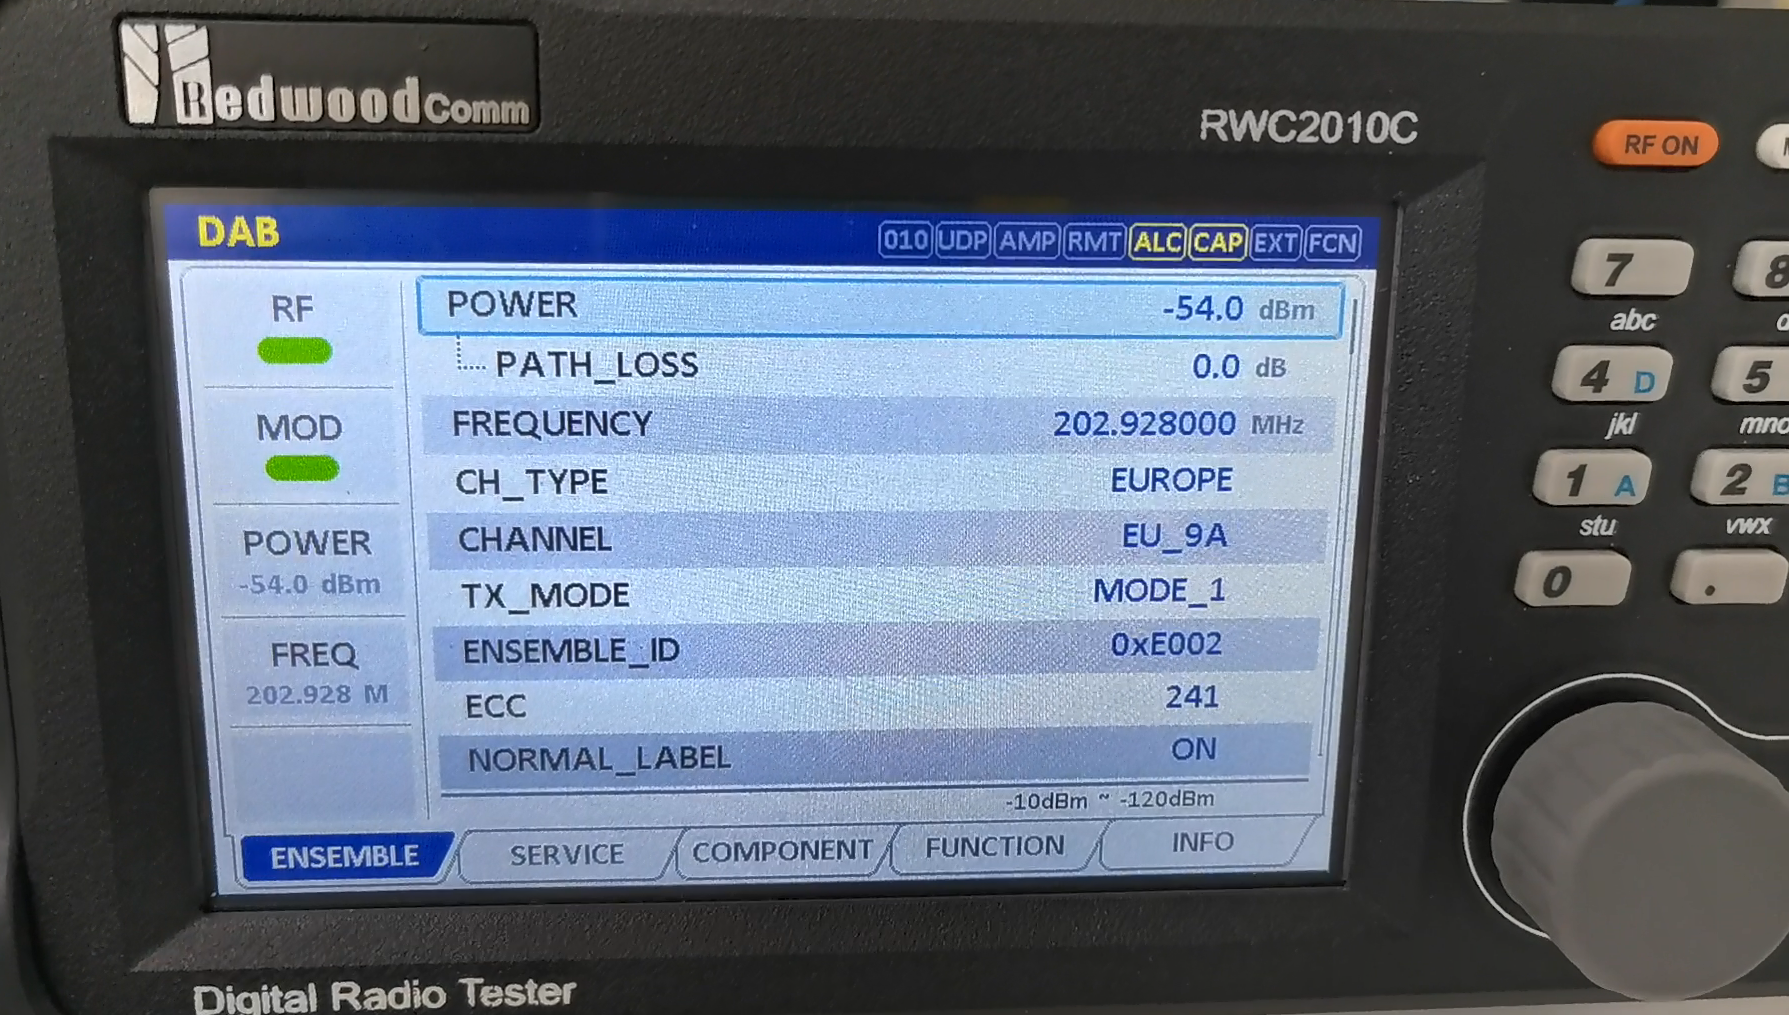 RedwoodComm
RWC2010C
RF ON
DAB
010 UDP AMP RMT ALC CAP EXT FCN
RF
MOD
POWER
-54.0 dBm
FREQ
202.928 M
POWER -54.0 dBm
PATH_LOSS 0.0 dB
FREQUENCY 202.928000 MHz
CH_TYPE EUROPE
CHANNEL EU_9A
TX_MODE MODE_1
ENSEMBLE_ID 0xE002
ECC 241
NORMAL_LABEL ON
-10dBm ~ -120dBm
ENSEMBLE SERVICE COMPONENT FUNCTION INFO
Digital Radio Tester
7 8
abc
4 D 5
jkl mno
1 A 2 B
stu vwx
0 .